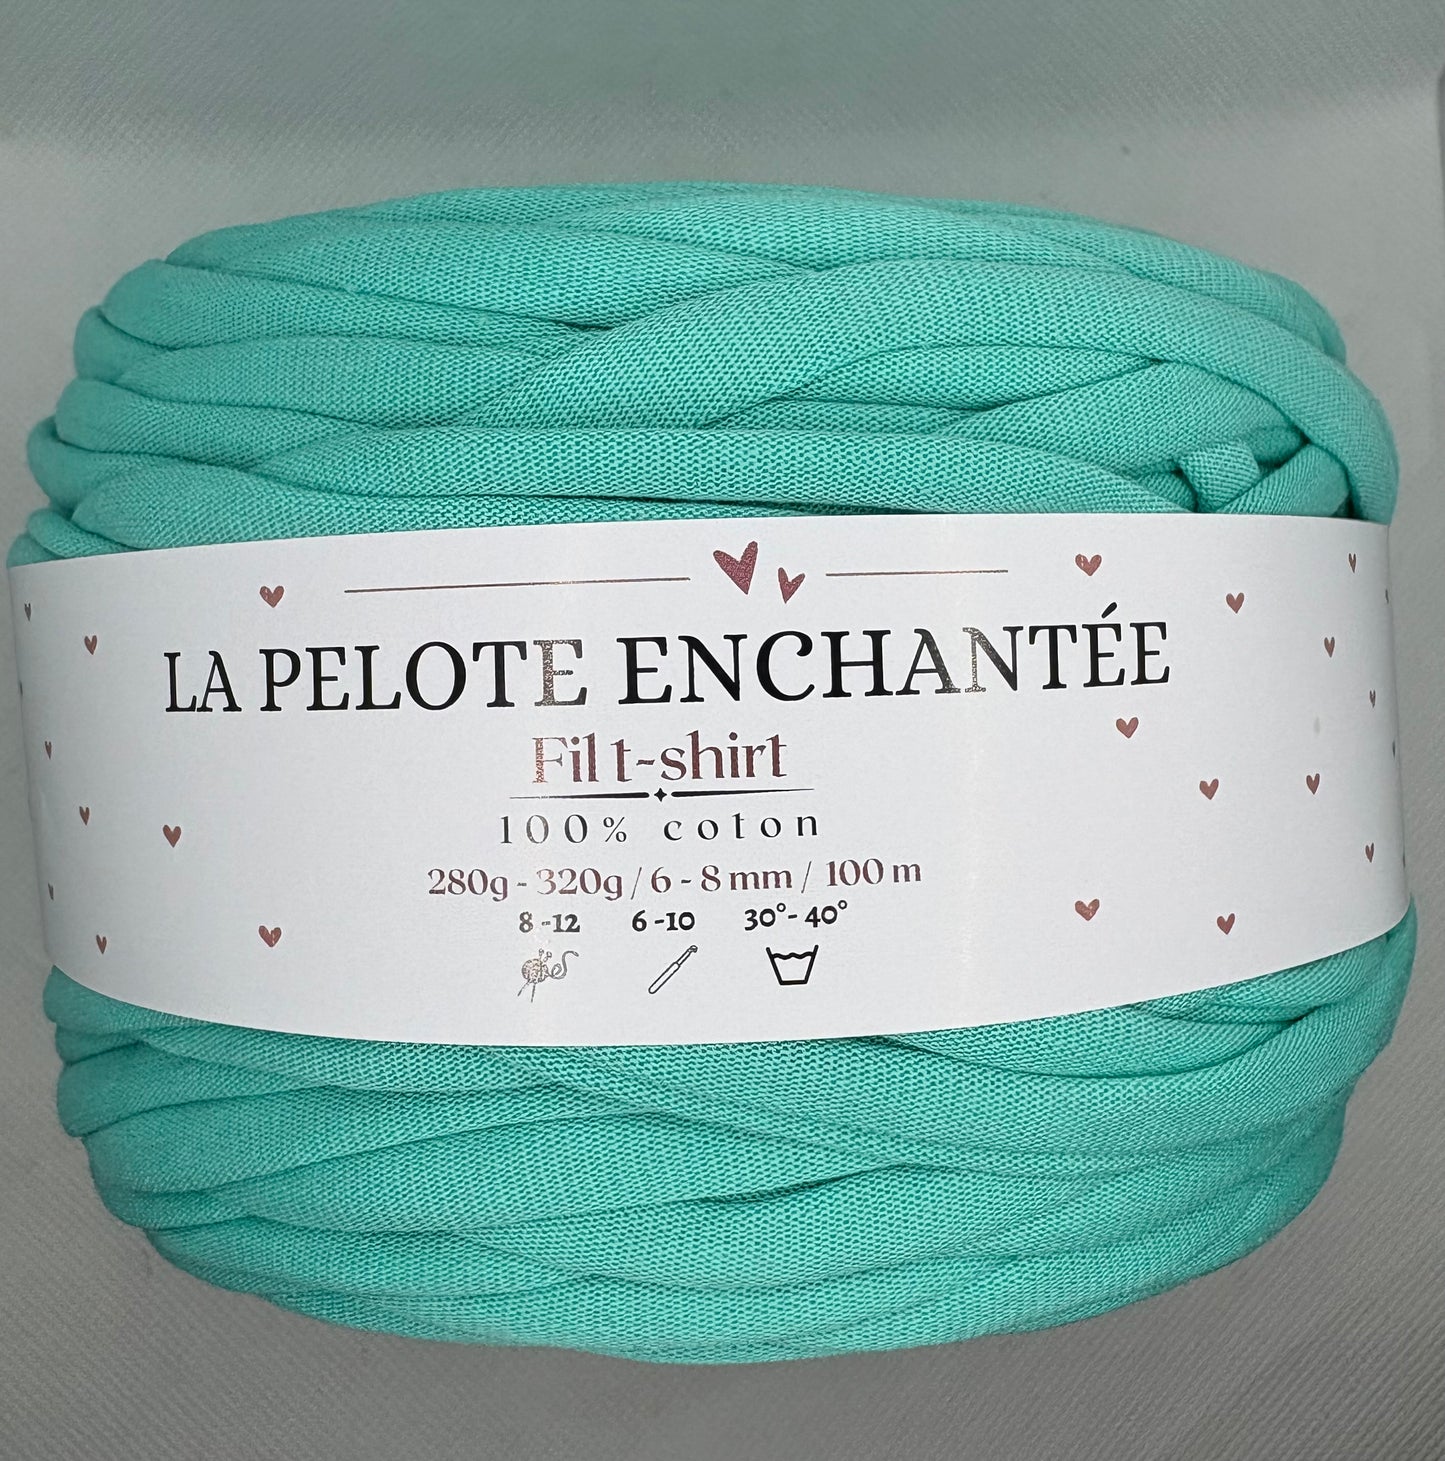 LA PELOTE ENCHANTÉE
Fil t-shirt
100% coton
280g - 320g / 6 - 8 mm / 100 m
8 -12 6 -10 30°- 40°